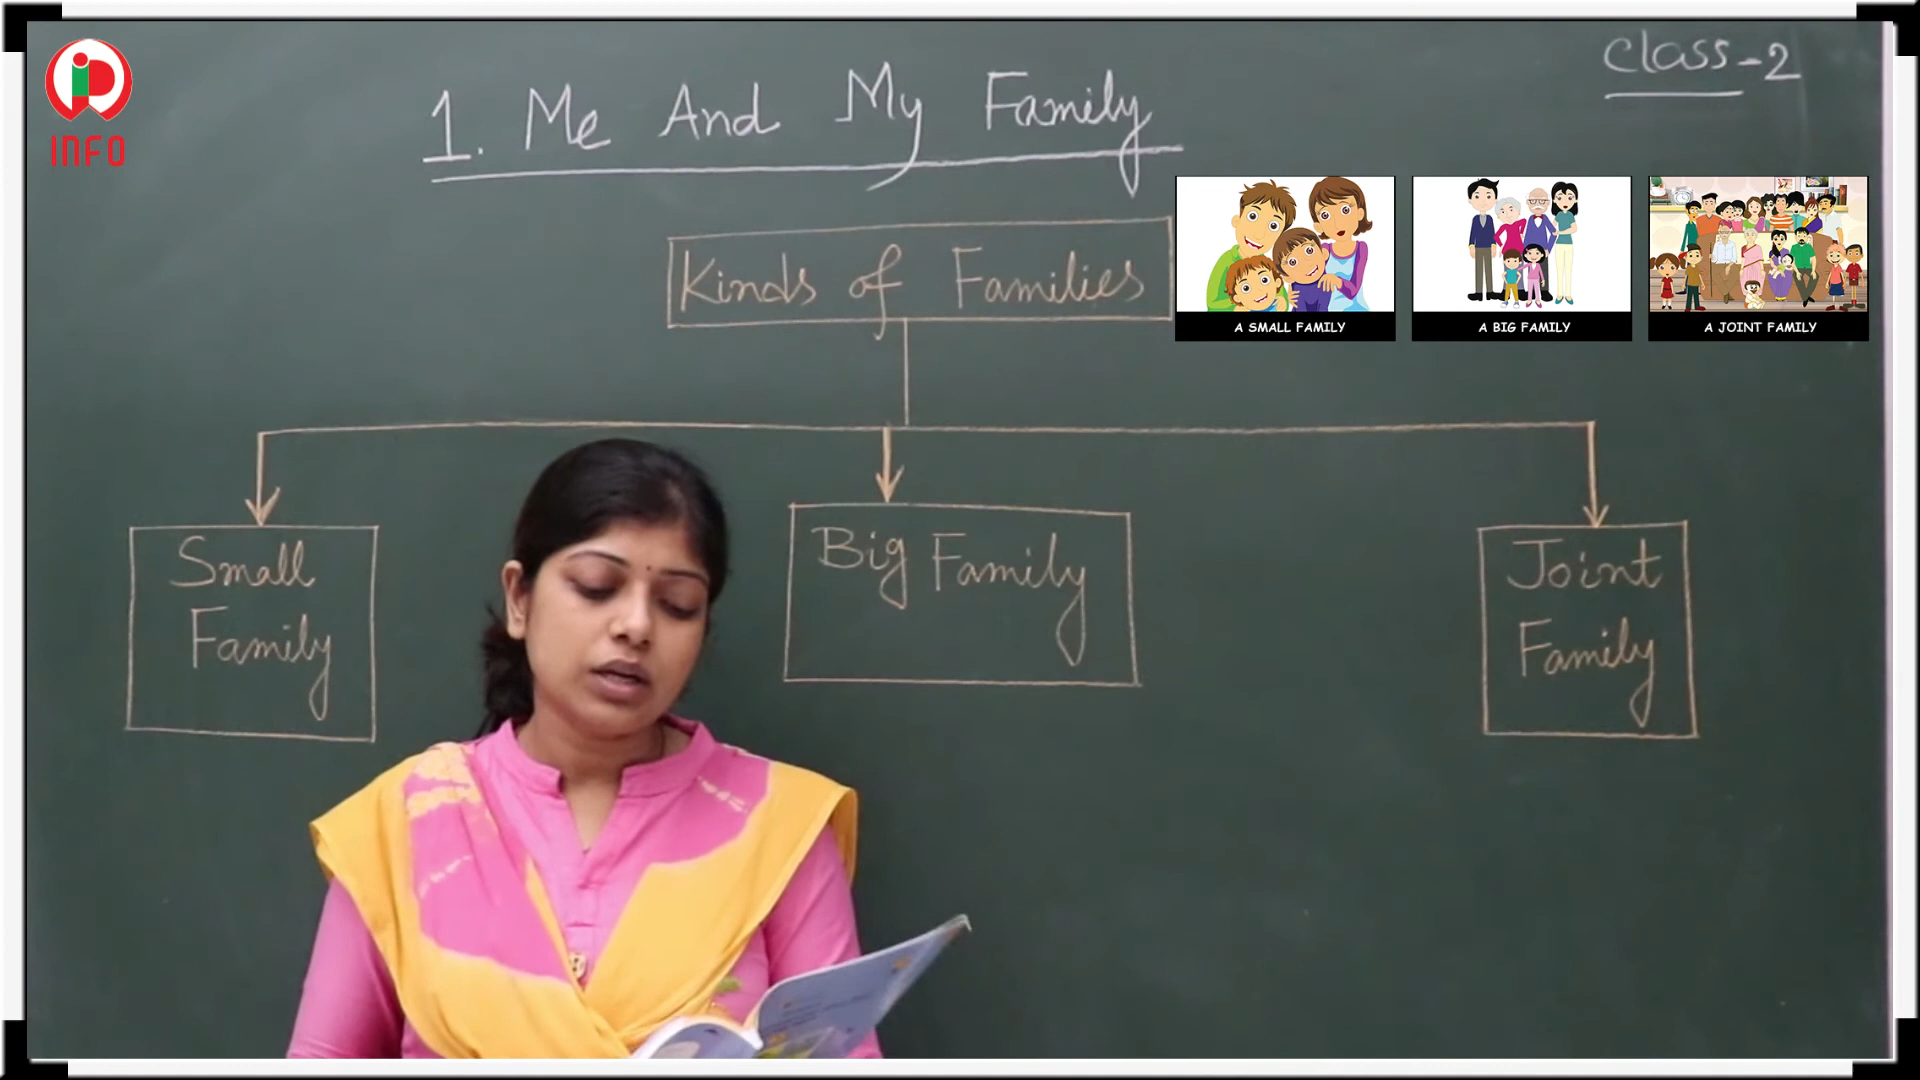 INFO
Class-2
1. Me And My Family
Kinds of Families
A SMALL FAMILY
A BIG FAMILY
A JOINT FAMILY
Small
Family
Big Family
Joint
Family